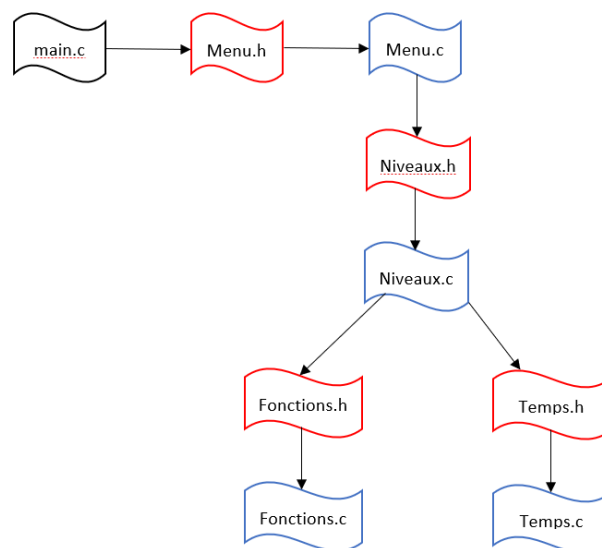 main.c
Menu.h
Menu.c
Niveaux.h
Niveaux.c
Fonctions.h
Temps.h
Fonctions.c
Temps.c